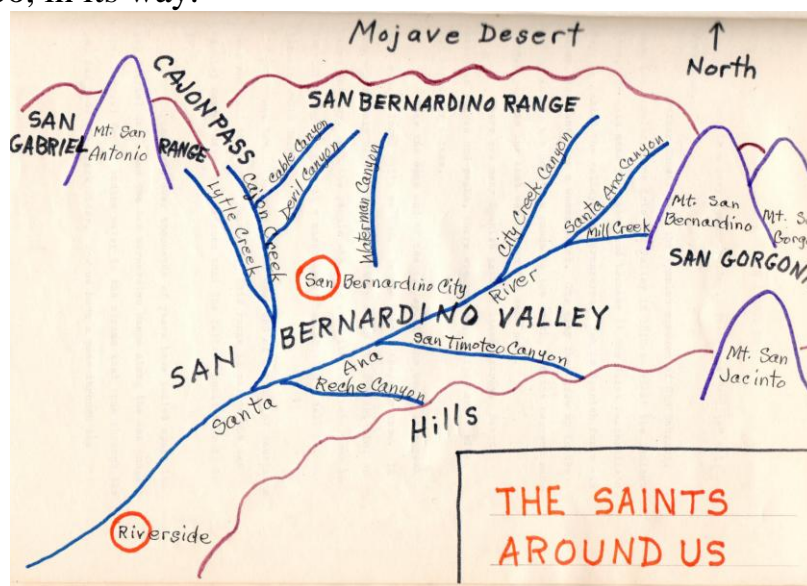 in its way.
Mojave Desert
↑
North
CAJON PASS
SAN BERNARDINO RANGE
SAN
GABRIEL
Mt. San
Antonio
RANGE
Cable Canyon
Devil Canyon
Cajon Creek
Lytle Creek
Waterman Canyon
City Creek Canyon
Santa Ana Canyon
Mill Creek
Mt. San
Bernardino
SAN
San Bernardino City
River
BERNARDINO VALLEY
SAN
San Timoteo Canyon
Ana
Reche Canyon
Santa
Mt. San
Jacinto
Hills
Riverside
THE SAINTS
AROUND US